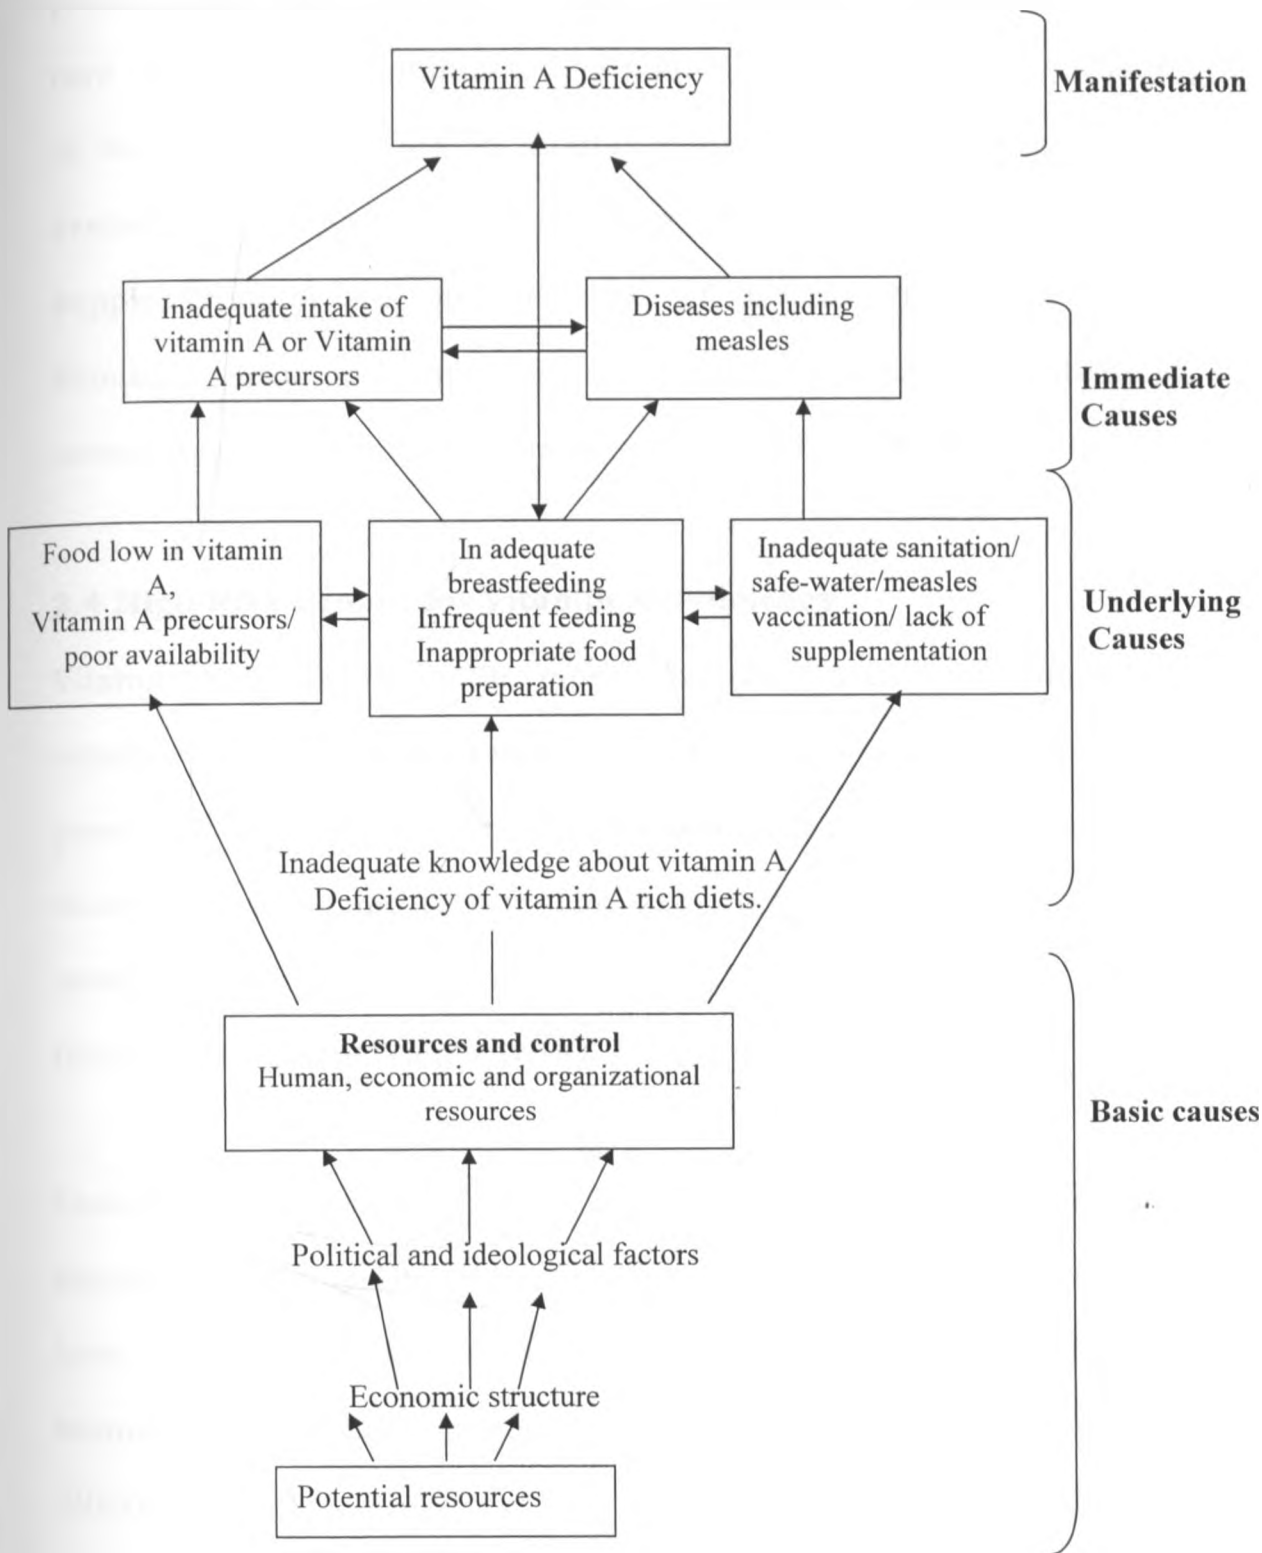 Vitamin A Deficiency
Manifestation
Inadequate intake of
vitamin A or Vitamin
A precursors
Diseases including
measles
Immediate
Causes
Food low in vitamin
A,
Vitamin A precursors/
poor availability
In adequate
breastfeeding
Infrequent feeding
Inappropriate food
preparation
Inadequate sanitation/
safe-water/measles
vaccination/ lack of
supplementation
Underlying
Causes
Inadequate knowledge about vitamin A
Deficiency of vitamin A rich diets.
Resources and control
Human, economic and organizational
resources
Basic causes
Political and ideological factors
Economic structure
Potential resources